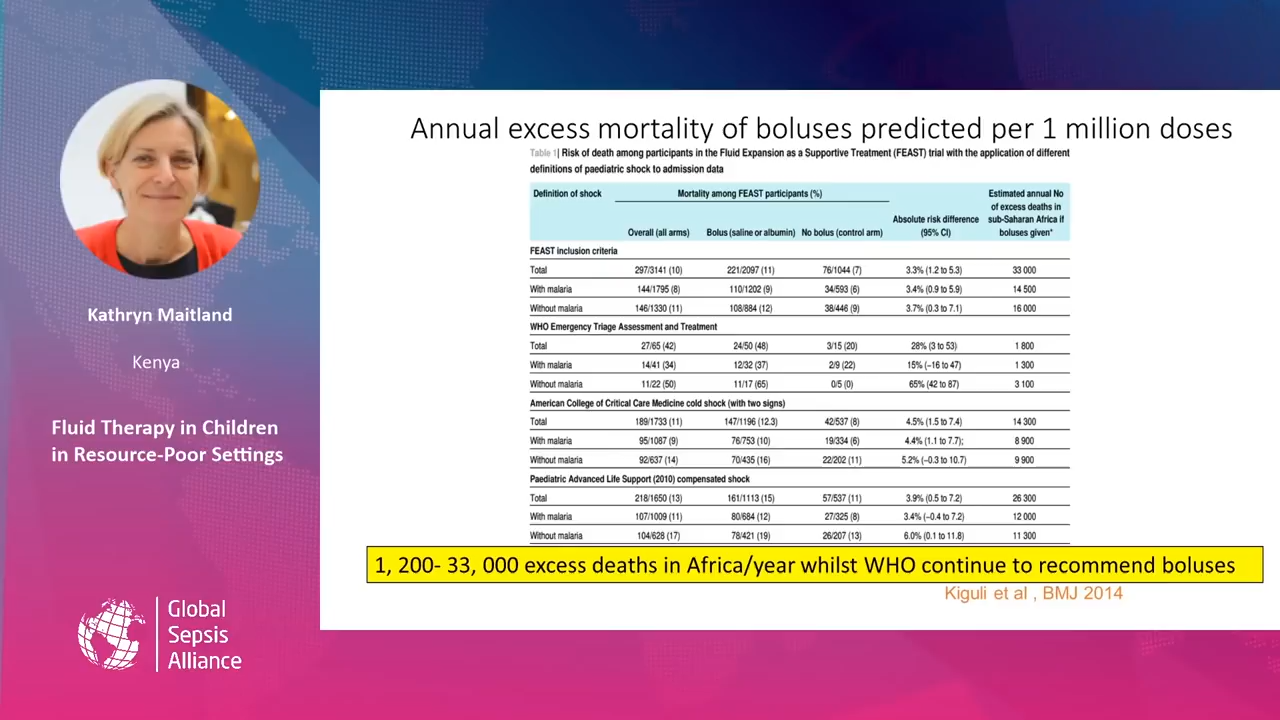 Kathryn Maitland
Kenya
Fluid Therapy in Children
in Resource-Poor Settings
Global
Sepsis
Alliance
Annual excess mortality of boluses predicted per 1 million doses
Table 1| Risk of death among participants in the Fluid Expansion as a Supportive Treatment (FEAST) trial with the application of different
definitions of paediatric shock to admission data
Definition of shock Mortality among FEAST participants (%) Absolute risk difference (95% CI) Estimated annual No of excess deaths in sub-Saharan Africa if boluses given*
Overall (all arms) Bolus (saline or albumin) No bolus (control arm)
FEAST inclusion criteria
Total 297/3141 (10) 221/2097 (11) 76/1044 (7) 3.3% (1.2 to 5.3) 33 000
With malaria 144/1795 (8) 110/1202 (9) 34/593 (6) 3.4% (0.9 to 5.9) 14 500
Without malaria 146/1330 (11) 108/884 (12) 38/446 (9) 3.7% (0.3 to 7.1) 16 000
WHO Emergency Triage Assessment and Treatment
Total 27/65 (42) 24/50 (48) 3/15 (20) 28% (3 to 53) 1 800
With malaria 14/41 (34) 12/32 (37) 2/9 (22) 15% (−16 to 47) 1 300
Without malaria 11/22 (50) 11/17 (65) 0/5 (0) 65% (42 to 87) 3 100
American College of Critical Care Medicine cold shock (with two signs)
Total 189/1733 (11) 147/1196 (12.3) 42/537 (8) 4.5% (1.5 to 7.4) 14 300
With malaria 95/1087 (9) 76/753 (10) 19/334 (6) 4.4% (1.1 to 7.7); 8 900
Without malaria 92/637 (14) 70/435 (16) 22/202 (11) 5.2% (−0.3 to 10.7) 9 900
Paediatric Advanced Life Support (2010) compensated shock
Total 218/1650 (13) 161/1113 (15) 57/537 (11) 3.9% (0.5 to 7.2) 26 300
With malaria 107/1009 (11) 80/684 (12) 27/325 (8) 3.4% (−0.4 to 7.2) 12 000
Without malaria 104/628 (17) 78/421 (19) 26/207 (13) 6.0% (0.1 to 11.8) 11 300
1, 200- 33, 000 excess deaths in Africa/year whilst WHO continue to recommend boluses
Kiguli et al , BMJ 2014